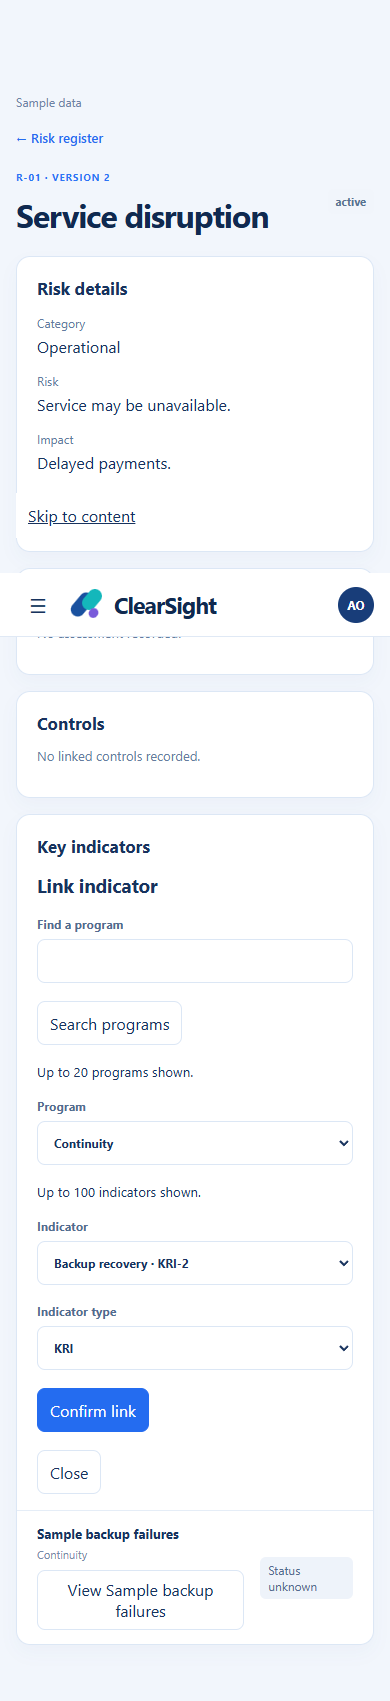 Sample data
← Risk register
R-01 · VERSION 2
Service disruption
active
Risk details
Category
Operational
Risk
Service may be unavailable.
Impact
Delayed payments.
Skip to content
☰
ClearSight
AO
Controls
No linked controls recorded.
Key indicators
Link indicator
Find a program
Search programs
Up to 20 programs shown.
Program
Continuity
Up to 100 indicators shown.
Indicator
Backup recovery · KRI-2
Indicator type
KRI
Confirm link
Close
Sample backup failures
Continuity
View Sample backup
failures
Status
unknown